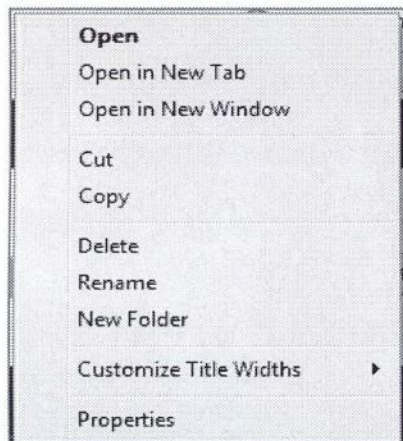 Open
Open in New Tab
Open in New Window
Cut
Copy
Delete
Rename
New Folder
Customize Title Widths
Properties